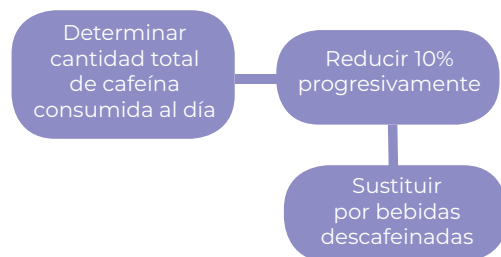 Determinar
cantidad total
de cafeína
consumida al día
Reducir 10%
progresivamente
Sustituir
por bebidas
descafeinadas